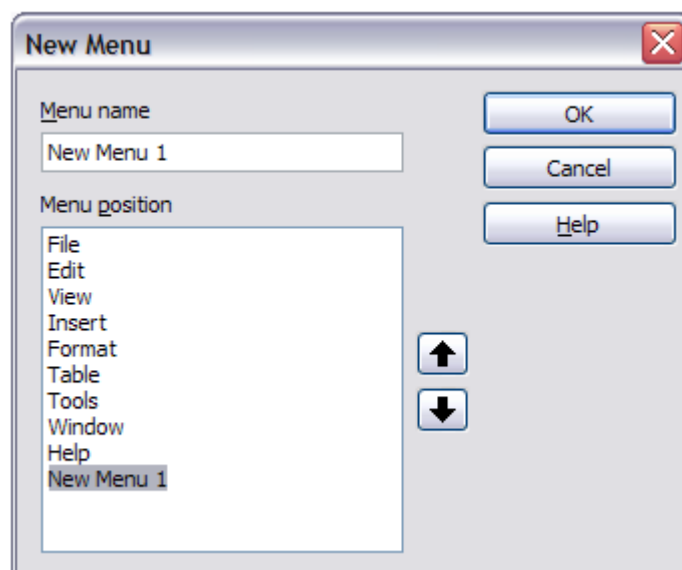 New Menu
Menu name
New Menu 1
Menu position
File
Edit
View
Insert
Format
Table
Tools
Window
Help
New Menu 1
OK
Cancel
Help